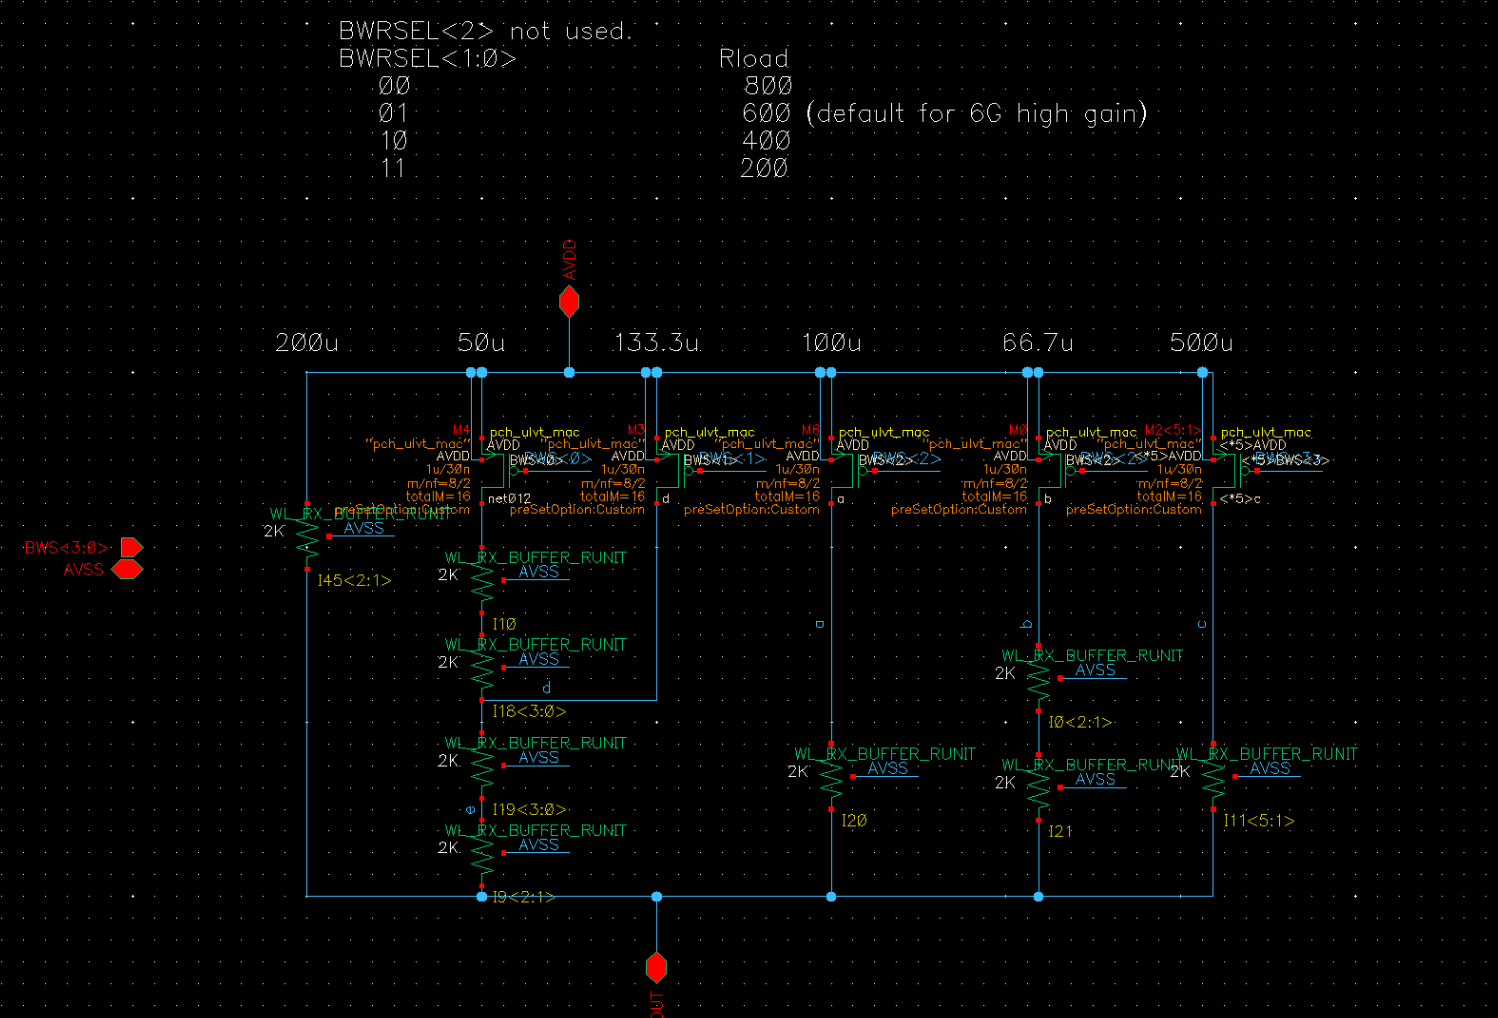 BWRSEL<2> not used.
BWRSEL<1:0> Rload
00 800
01 600 (default for 6G high gain)
10 400
11 200
AVDD
200u 50u 133.3u 100u 66.7u 500u
M4 pch_ulvt_mac M3 pch_ulvt_mac M6 pch_ulvt_mac M0 pch_ulvt_mac M2<5:1> pch_ulvt_mac
"pch_ulvt_mac" AVDD "pch_ulvt_mac" AVDD "pch_ulvt_mac" AVDD "pch_ulvt_mac" AVDD "pch_ulvt_mac" <*5>AVDD
AVDD BWS<0> AVDD BWS<1> AVDD BWS<2> AVDD BWS<2> <*5>AVDD <*5>BWS<3>
1u/30n 1u/30n 1u/30n 1u/30n 1u/30n
m/nf=8/2 m/nf=8/2 m/nf=8/2 m/nf=8/2 m/nf=8/2
totalM=16 net012 totalM=16 d totalM=16 a totalM=16 b totalM=16 <*5>c
preSetOption:Custom preSetOption:Custom preSetOption:Custom preSetOption:Custom preSetOption:Custom
WL_RX_BUFFER_RUNIT
2K AVSS
I45<2:1>
BWS<3:0>
AVSS
WL_RX_BUFFER_RUNIT
2K AVSS
I10
WL_RX_BUFFER_RUNIT
2K AVSS
d
I18<3:0>
WL_RX_BUFFER_RUNIT
2K AVSS
e I19<3:0>
WL_RX_BUFFER_RUNIT
2K AVSS
I9<2:1>
a
WL_RX_BUFFER_RUNIT
2K AVSS
I20
b
WL_RX_BUFFER_RUNIT
2K AVSS
I0<2:1>
WL_RX_BUFFER_RUNIT
2K AVSS
I21
c
WL_RX_BUFFER_RUNIT
2K AVSS
I11<5:1>
OUT